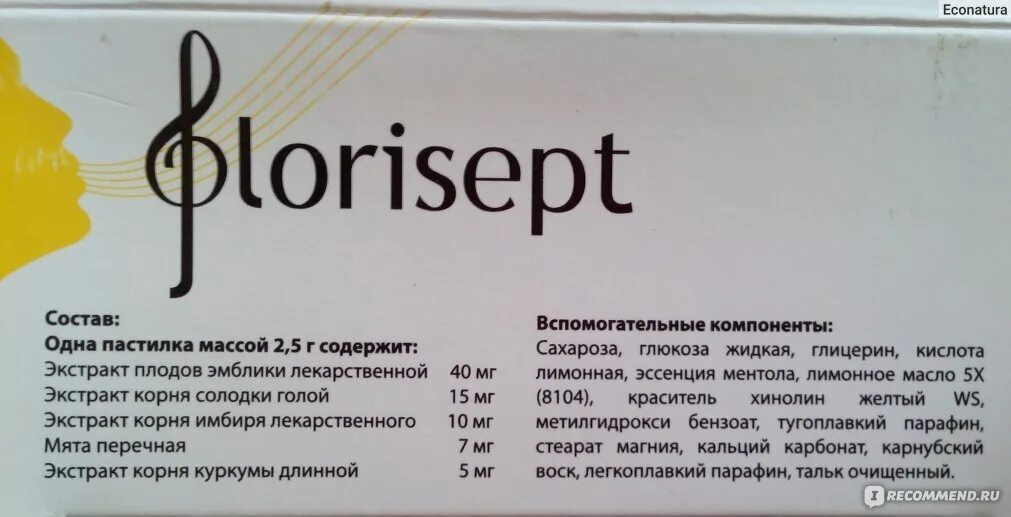 Econatura
Florisept
Состав:
Одна пастилка массой 2,5 г содержит:
Экстракт плодов эмблики лекарственной 40 мг
Экстракт корня солодки голой 15 мг
Экстракт корня имбиря лекарственного 10 мг
Мята перечная 7 мг
Экстракт корня куркумы длинной 5 мг
Вспомогательные компоненты:
Сахароза, глюкоза жидкая, глицерин, кислота
лимонная, эссенция ментола, лимонное масло 5X
(8104), краситель хинолин желтый WS,
метилгидрокси бензоат, тугоплавкий парафин,
стеарат магния, кальций карбонат, карнубский
воск, легкоплавкий парафин, тальк очищенный.
IRECOMMEND.RU